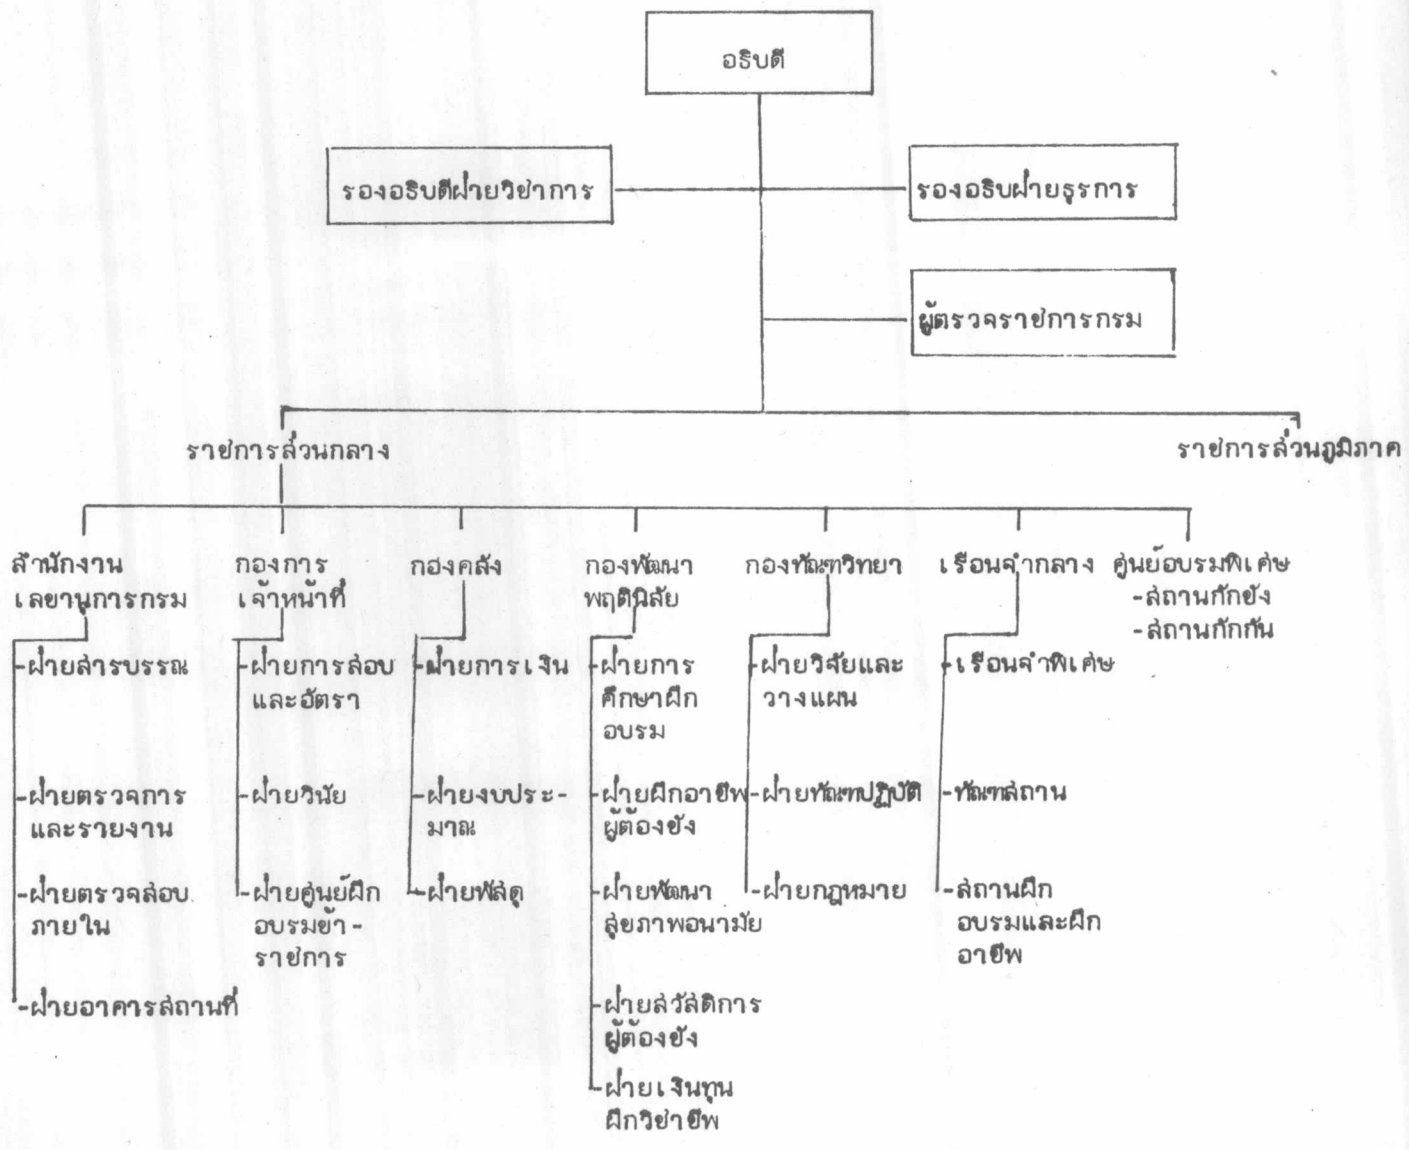 อธิบดี
รองอธิบดีฝ่ายวิชาการ
รองอธิบฝ่ายธุรการ
ผู้ตรวจราชการกรม
ราชการส่วนกลาง
ราชการส่วนภูมิภาค
สำนักงาน
เลขานุการกรม
-ฝ่ายสารบรรณ
-ฝ่ายตรวจการ
และรายงาน
-ฝ่ายตรวจสอบ
ภายใน
-ฝ่ายอาคารสถานที่
กองการ
เจ้าหน้าที่
-ฝ่ายการสอบ
และอัตรา
-ฝ่ายวินัย
-ฝ่ายศูนย์ฝึก
อบรมข้า-
ราชการ
กองคลัง
-ฝ่ายการเงิน
-ฝ่ายงบประ-
มาณ
-ฝ่ายพัสดุ
กองพัฒนา
พฤตินิสัย
-ฝ่ายการ
ศึกษาฝึก
อบรม
-ฝ่ายฝึกอาชีพ
ผู้ต้องขัง
-ฝ่ายพัฒนา
สุขภาพอนามัย
-ฝ่ายสวัสดิการ
ผู้ต้องขัง
-ฝ่ายเงินทุน
ฝึกวิชาชีพ
กองทัณฑวิทยา
-ฝ่ายวิจัยและ
วางแผน
-ฝ่ายทัณฑปฏิบัติ
-ฝ่ายกฎหมาย
เรือนจำกลาง
-เรือนจำพิเศษ
-ทัณฑสถาน
-สถานฝึก
อบรมและฝึก
อาชีพ
ศูนย์อบรมพิเศษ
-สถานกักขัง
-สถานกักกัน